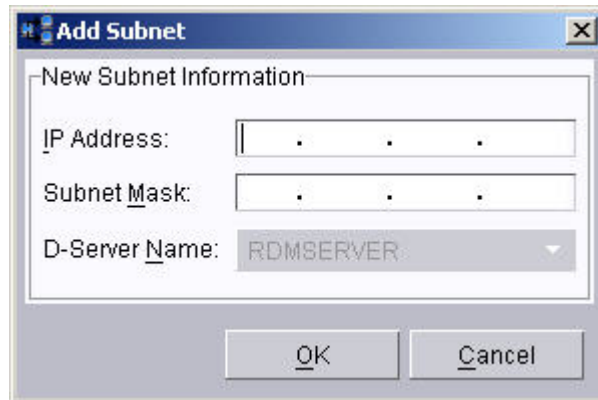 Add Subnet
New Subnet Information
IP Address: . . .
Subnet Mask: . . .
D-Server Name: RDMSERVER
OK Cancel